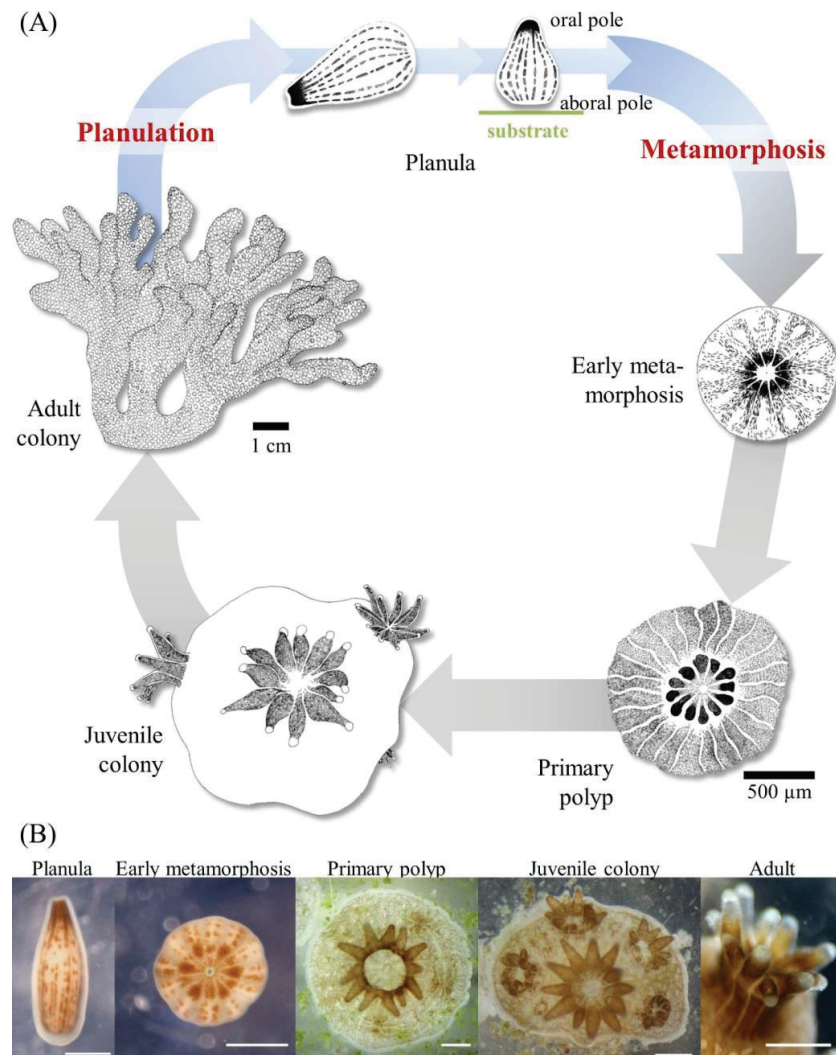 (A)
oral pole
aboral pole
substrate
Planulation
Planula
Metamorphosis
Early meta-
morphosis
Adult
colony
1 cm
Juvenile
colony
Primary
polyp
500 µm
(B)
Planula Early metamorphosis Primary polyp Juvenile colony Adult